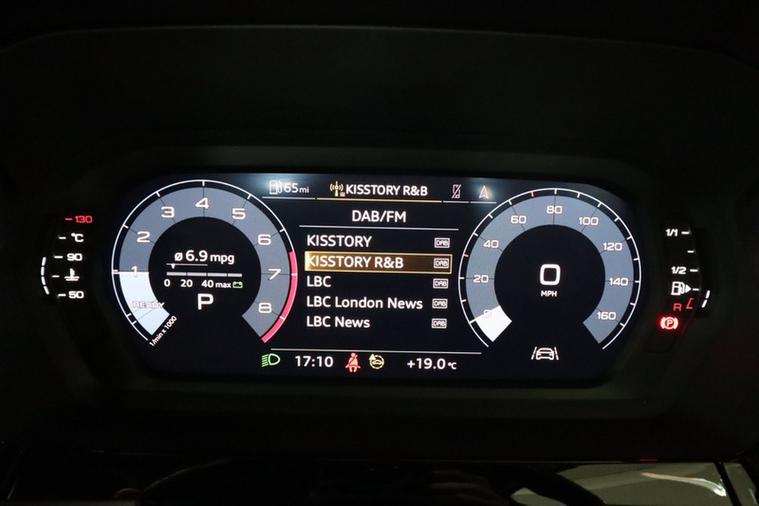 65mi KISSTORY R&B
DAB/FM
KISSTORY DAB
KISSTORY R&B DAB
LBC DAB
LBC London News DAB
LBC News DAB
17:10 +19.0 °C
130
°C
90
50
1
2
3
4
5
6
7
8
READY
1/min x 1000
ø 6.9 mpg
0 20 40 max
P
0
20
40
60
80
100
120
140
160
0
MPH
1/1
1/2
R
P